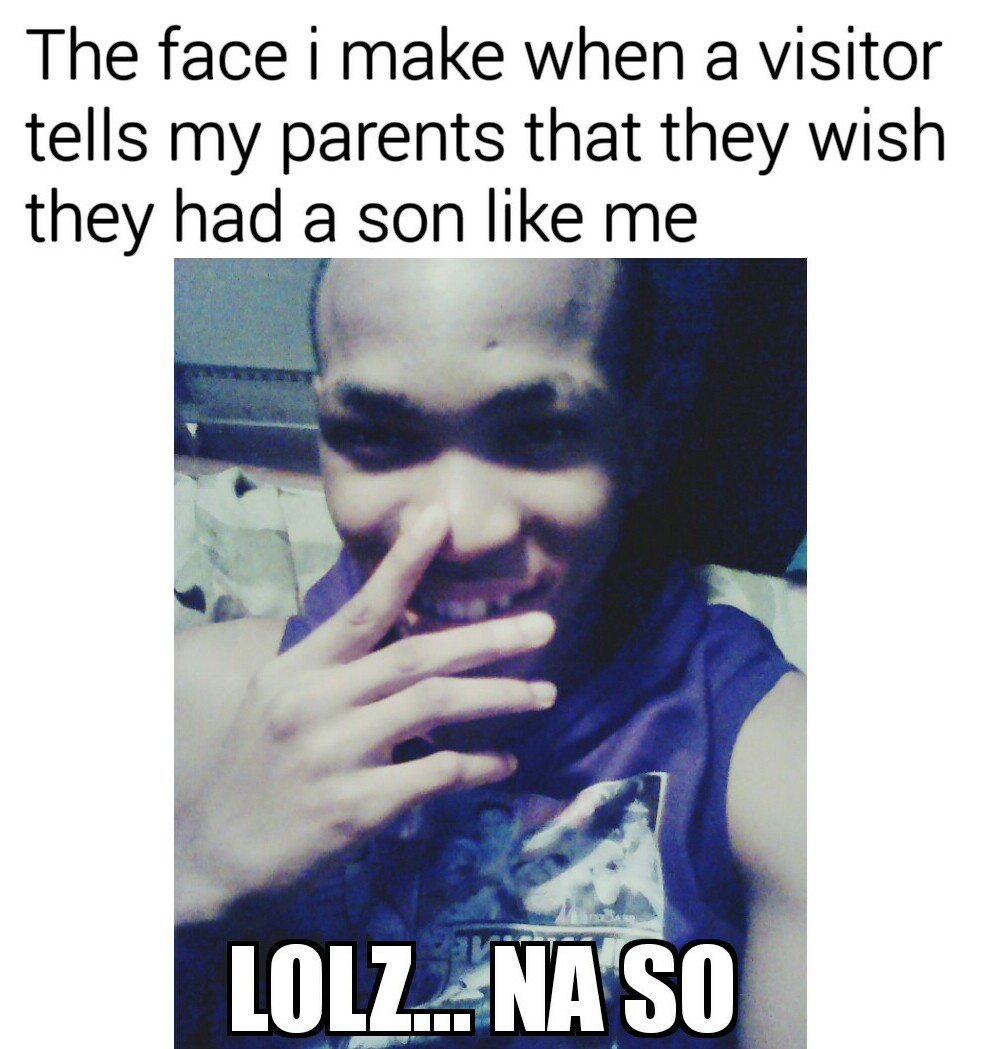 The face i make when a visitor
tells my parents that they wish
they had a son like me
LOLZ... NA SO